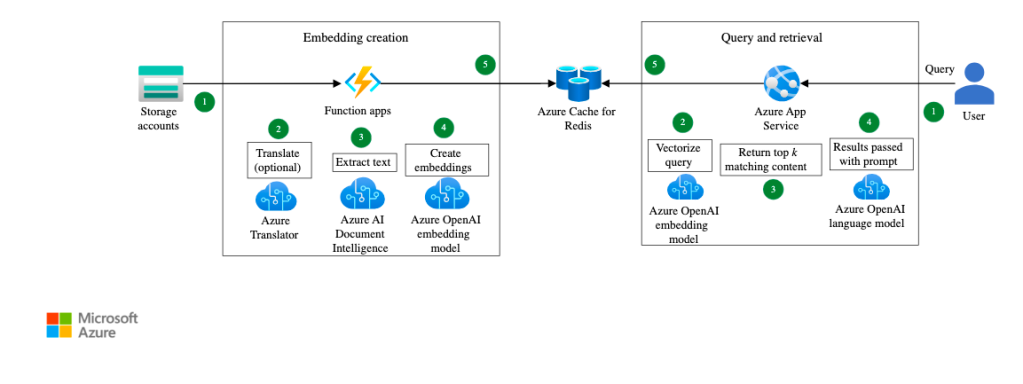 Embedding creation
Query and retrieval
5
5
Query
Storage
accounts
1
Function apps
Azure Cache for
Redis
Azure App
Service
1
User
2
3
4
2
4
Translate
(optional)
Extract text
Create
embeddings
Vectorize
query
Return top k
matching content
Results passed
with prompt
3
Azure
Translator
Azure AI
Document
Intelligence
Azure OpenAI
embedding
model
Azure OpenAI
embedding
model
Azure OpenAI
language model
Microsoft
Azure